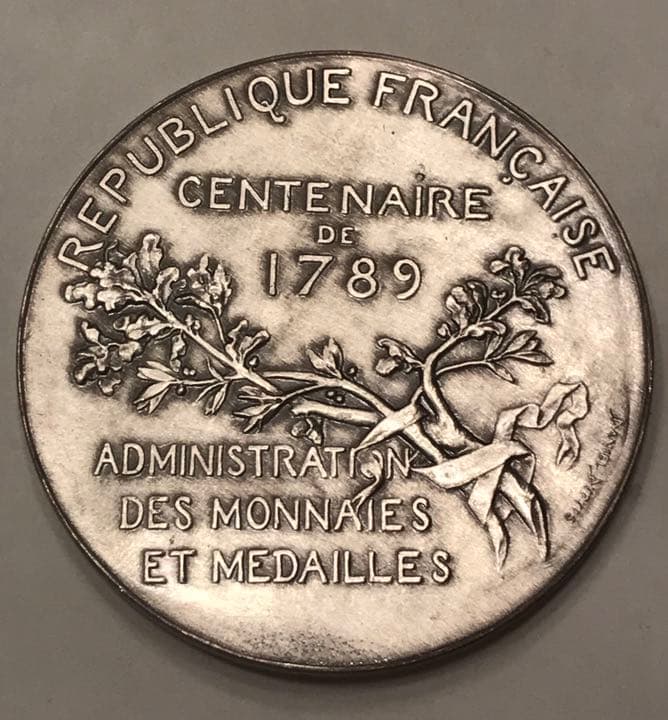 REPUBLIQUE FRANÇAISE
CENTENAIRE
DE
1789
ADMINISTRATION
DES MONNAIES
ET MEDAILLES